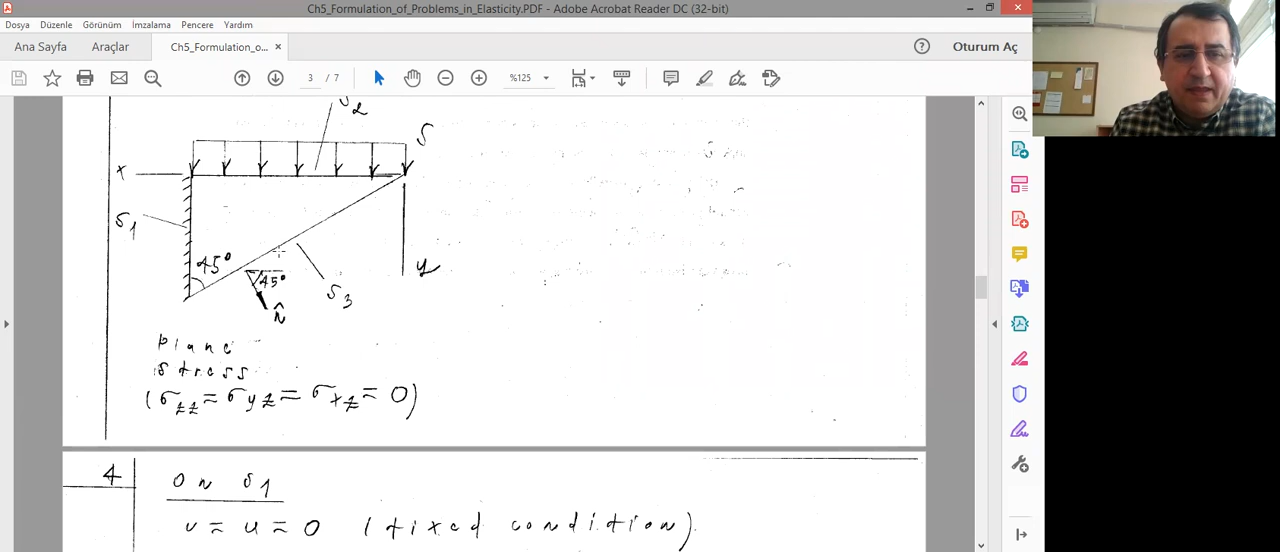 Ch5_Formulation_of_Problems_in_Elasticity.PDF - Adobe Acrobat Reader DC (32-bit)
Dosya Düzenle Görünüm İmzalama Pencere Yardım
Ana Sayfa Araçlar Ch5_Formulation_o... × Oturum Aç
3 / 7 %125
S2
S
x
S1
45°
45°
y
S3
n̂
Plane
stress
(σzz = σyz = σxz = 0)
4 On S1
v = u = 0 (fixed condition).